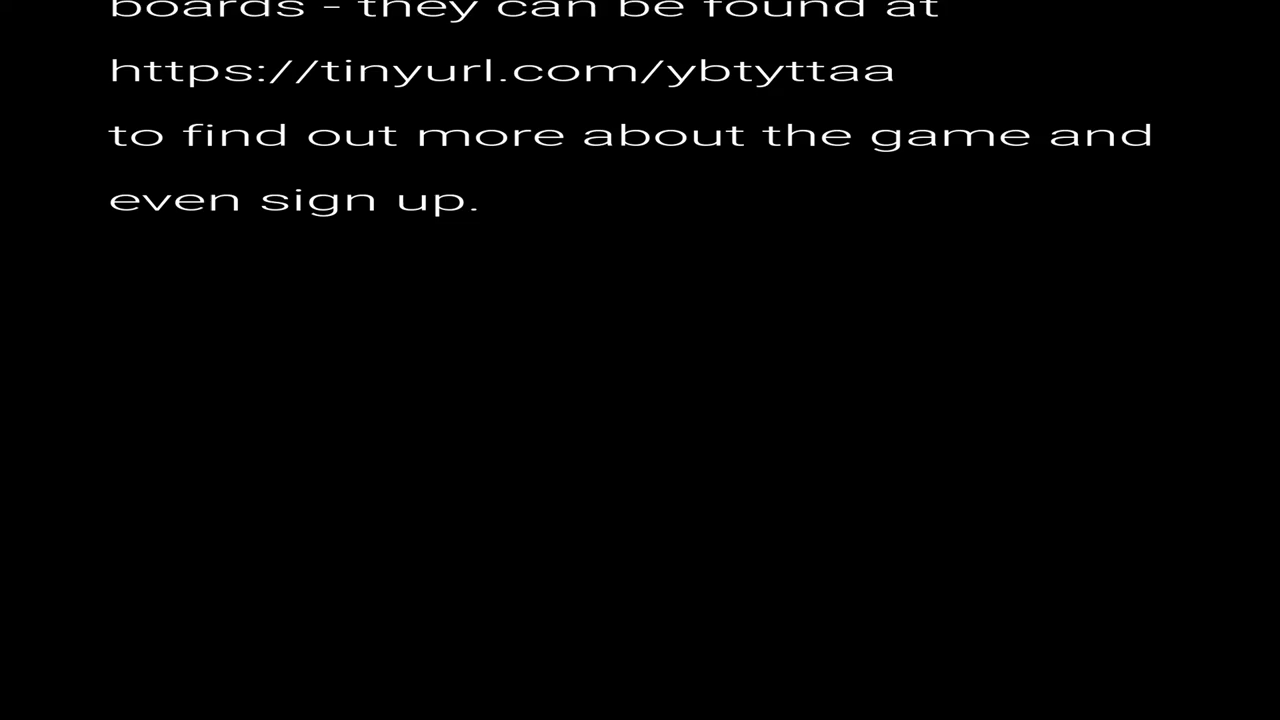 boards - they can be found at
https://tinyurl.com/ybtyttaa
to find out more about the game and
even sign up.